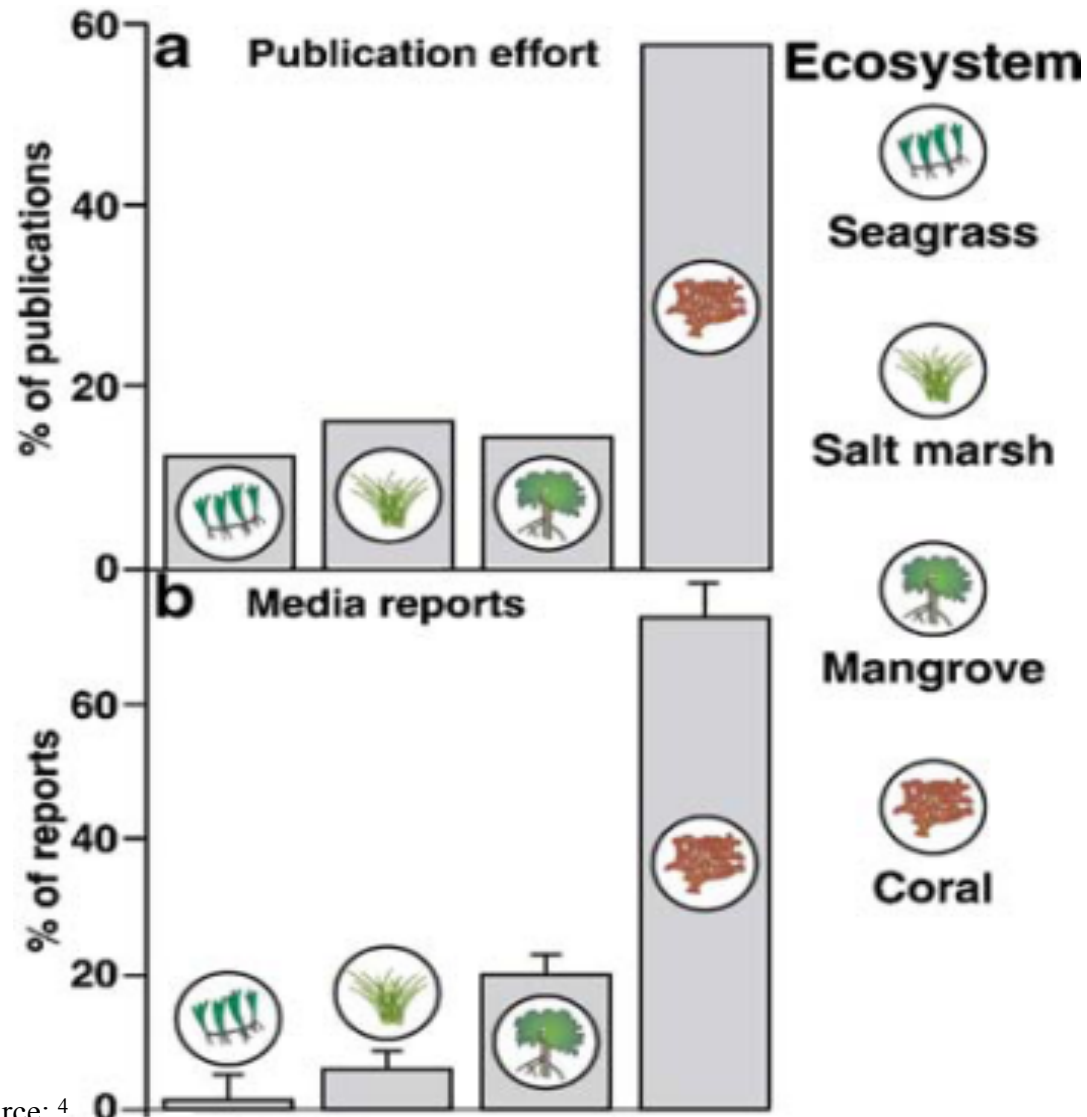 60
a Publication effort
Ecosystem
% of publications
40
Seagrass
20
Salt marsh
0
b Media reports
Mangrove
60
% of reports
40
Coral
20
0
rce: 4